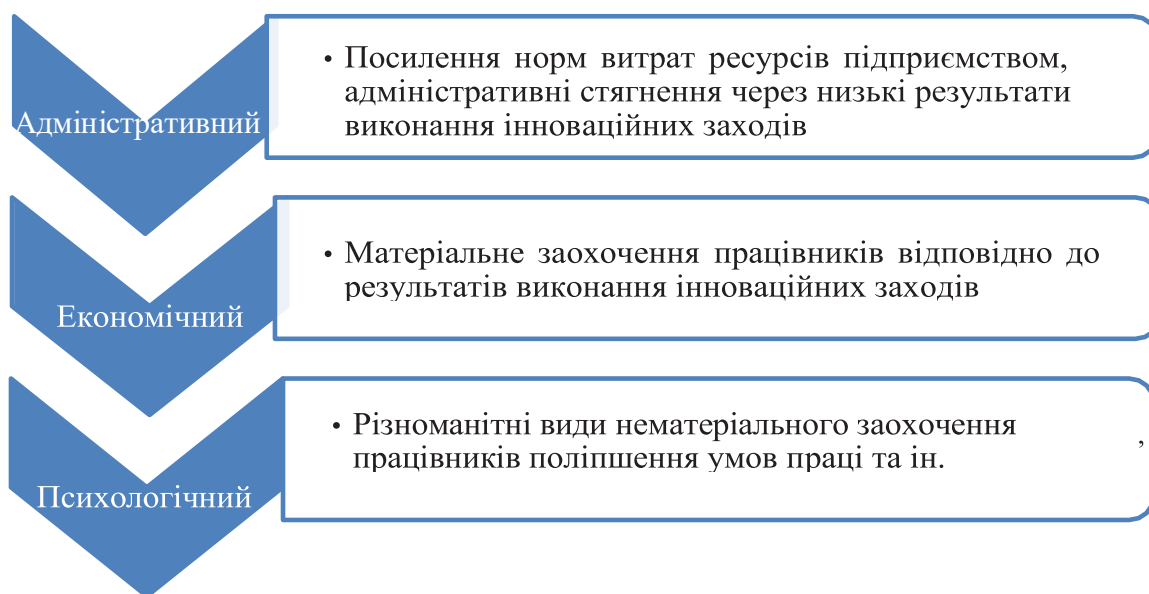 Адміністративний
• Посилення норм витрат ресурсів підприємством,
адміністративні стягнення через низькі результати
виконання інноваційних заходів
Економічний
• Матеріальне заохочення працівників відповідно до
результатів виконання інноваційних заходів
Психологічний
• Різноманітні види нематеріального заохочення ,
працівників поліпшення умов праці та ін.